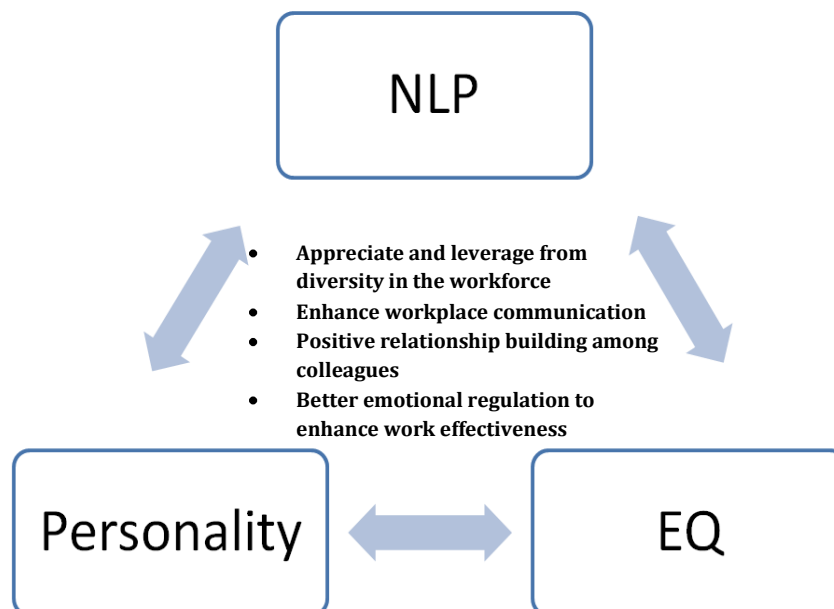 NLP
• Appreciate and leverage from
diversity in the workforce
• Enhance workplace communication
• Positive relationship building among
colleagues
• Better emotional regulation to
enhance work effectiveness
Personality
EQ